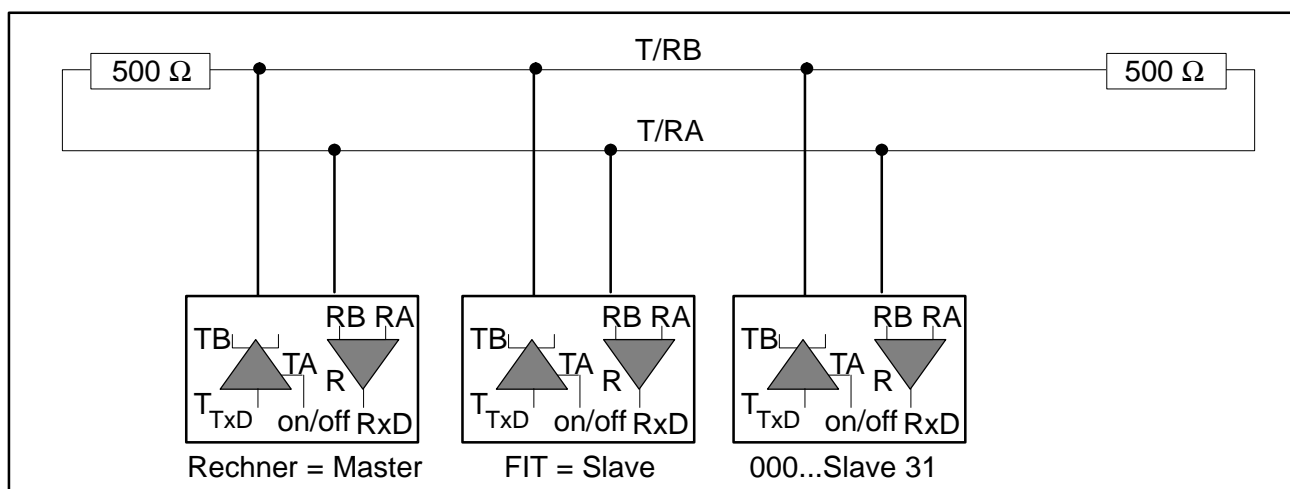 T/RB
500 Ω
500 Ω
T/RA
RB RA
TB
TA
R
T
TxD
on/off
RxD
RB RA
TB
TA
R
T
TxD
on/off
RxD
RB RA
TB
TA
R
T
TxD
on/off
RxD
Rechner = Master
FIT = Slave
000...Slave 31